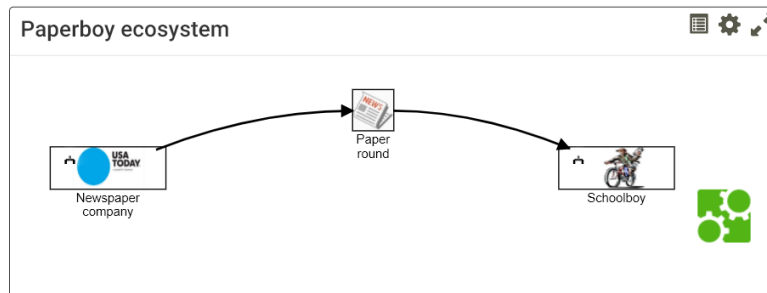 Paperboy ecosystem
NEWS
Paper
round
USA
TODAY
Newspaper
company
Schoolboy